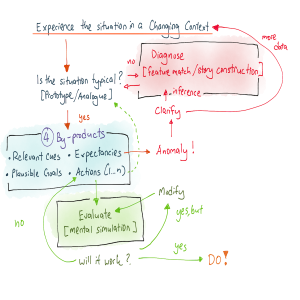 Experience the situation in a Changing Context
more data
Diagnose
[Feature match / story construction]
no
Is the situation typical?
[Prototype/Analogue]
inference
Clarify
yes
④ By-products
• Relevant Cues • Expectancies
• Plausible Goals • Actions (1...n)
Anomaly!
Modify
Evaluate
[mental simulation]
yes, but
no
yes
will it work?
DO!